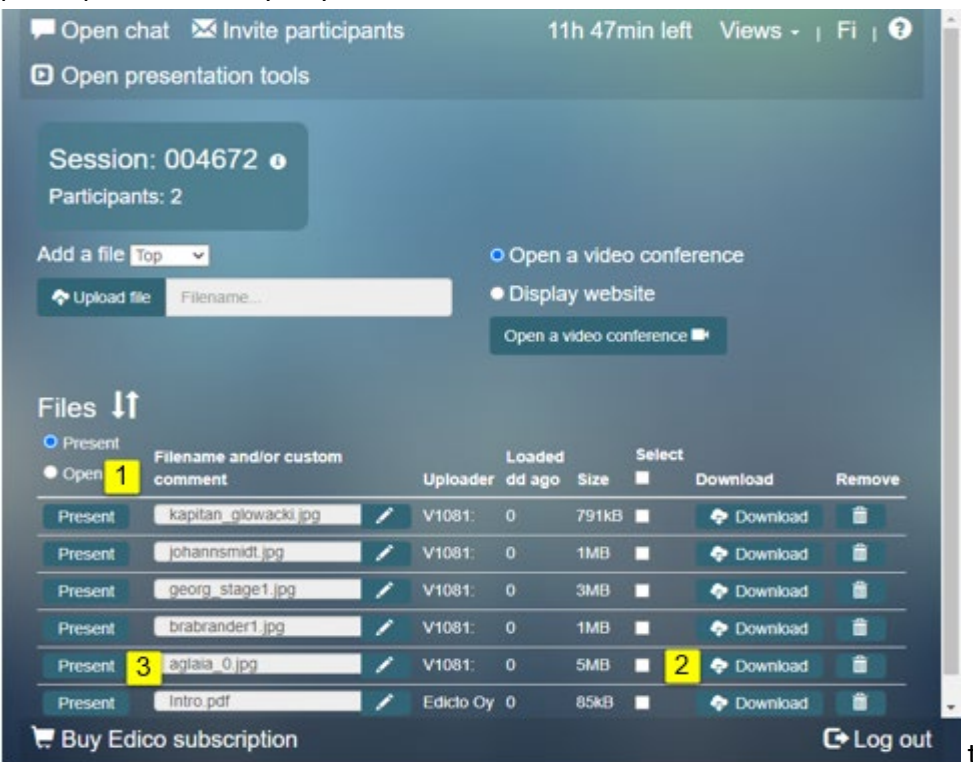 Open chat Invite participants 11h 47min left Views | Fi |
Open presentation tools
Session: 004672
Participants: 2
Add a file Top
Upload file Filename...
Open a video conference
Display website
Open a video conference
Files
Present
Open 1
Filename and/or custom comment Uploader Loaded dd ago Size Select Download Remove
Present kapitan_glowacki.jpg V1081: 0 791kB Download
Present johannsmidt.jpg V1081: 0 1MB Download
Present georg_stage1.jpg V1081: 0 3MB Download
Present brabrander1.jpg V1081: 0 1MB Download
Present 3 aglaia_0.jpg V1081: 0 5MB 2 Download
Present Intro.pdf Edicto Oy 0 85kB Download
Buy Edico subscription Log out